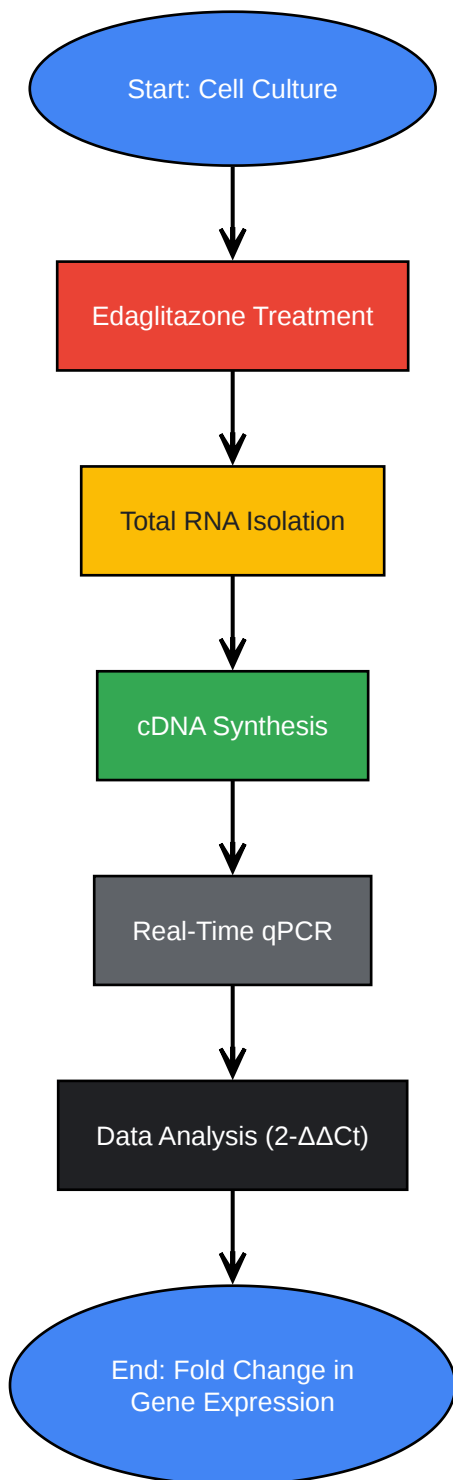 Start: Cell Culture
Edaglitazone Treatment
Total RNA Isolation
cDNA Synthesis
Real-Time qPCR
Data Analysis (2-ΔΔCt)
End: Fold Change in
Gene Expression